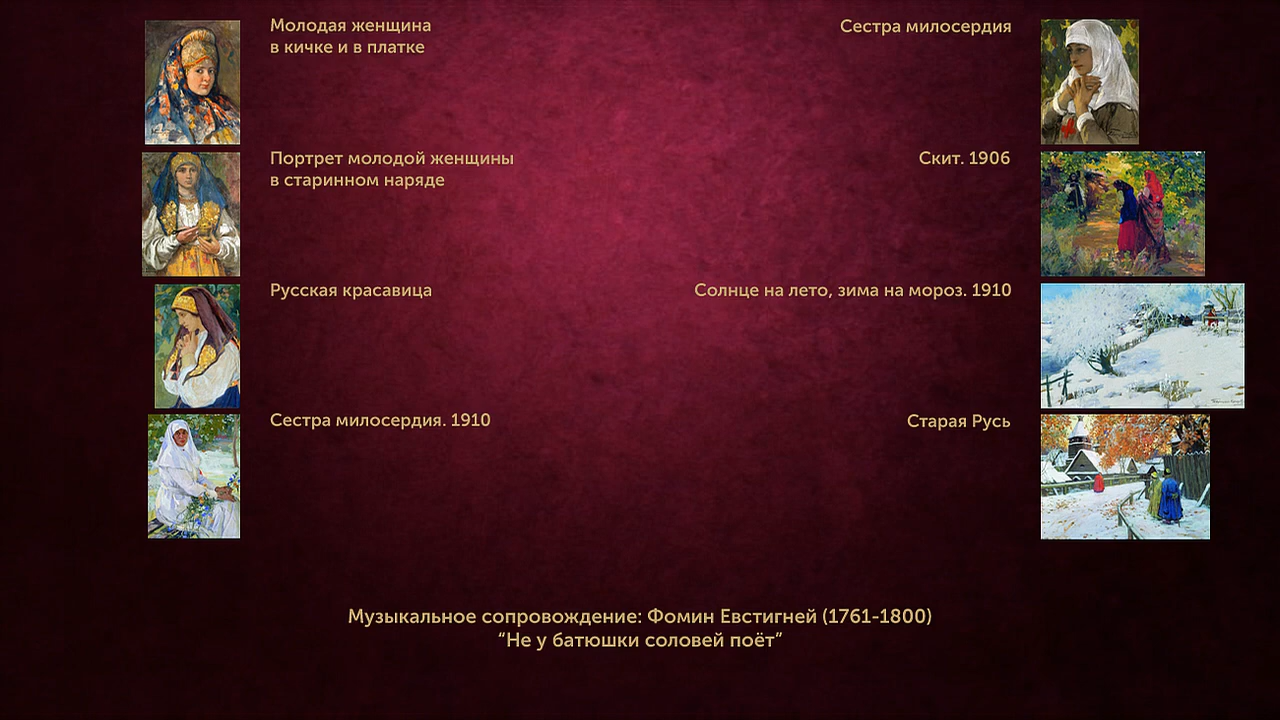 Молодая женщина
в кичке и в платке
Сестра милосердия
Портрет молодой женщины
в старинном наряде
Скит. 1906
Русская красавица
Солнце на лето, зима на мороз. 1910
Сестра милосердия. 1910
Старая Русь
Музыкальное сопровождение: Фомин Евстигней (1761-1800)
“Не у батюшки соловей поёт”